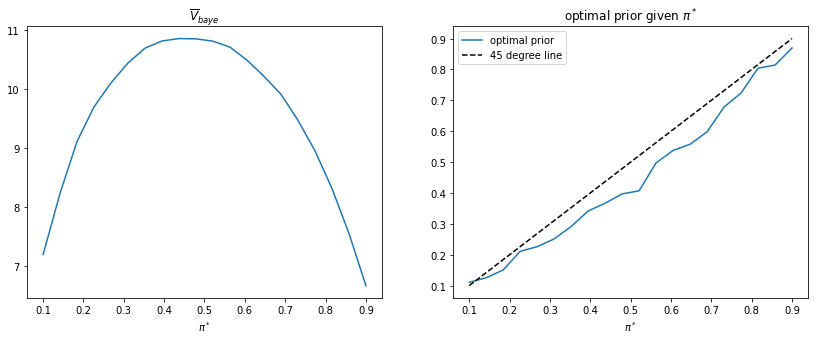 V̅_baye
11
10
9
8
7
0.1 0.2 0.3 0.4 0.5 0.6 0.7 0.8 0.9
π*
optimal prior given π*
optimal prior
45 degree line
0.9
0.8
0.7
0.6
0.5
0.4
0.3
0.2
0.1
0.1 0.2 0.3 0.4 0.5 0.6 0.7 0.8 0.9
π*